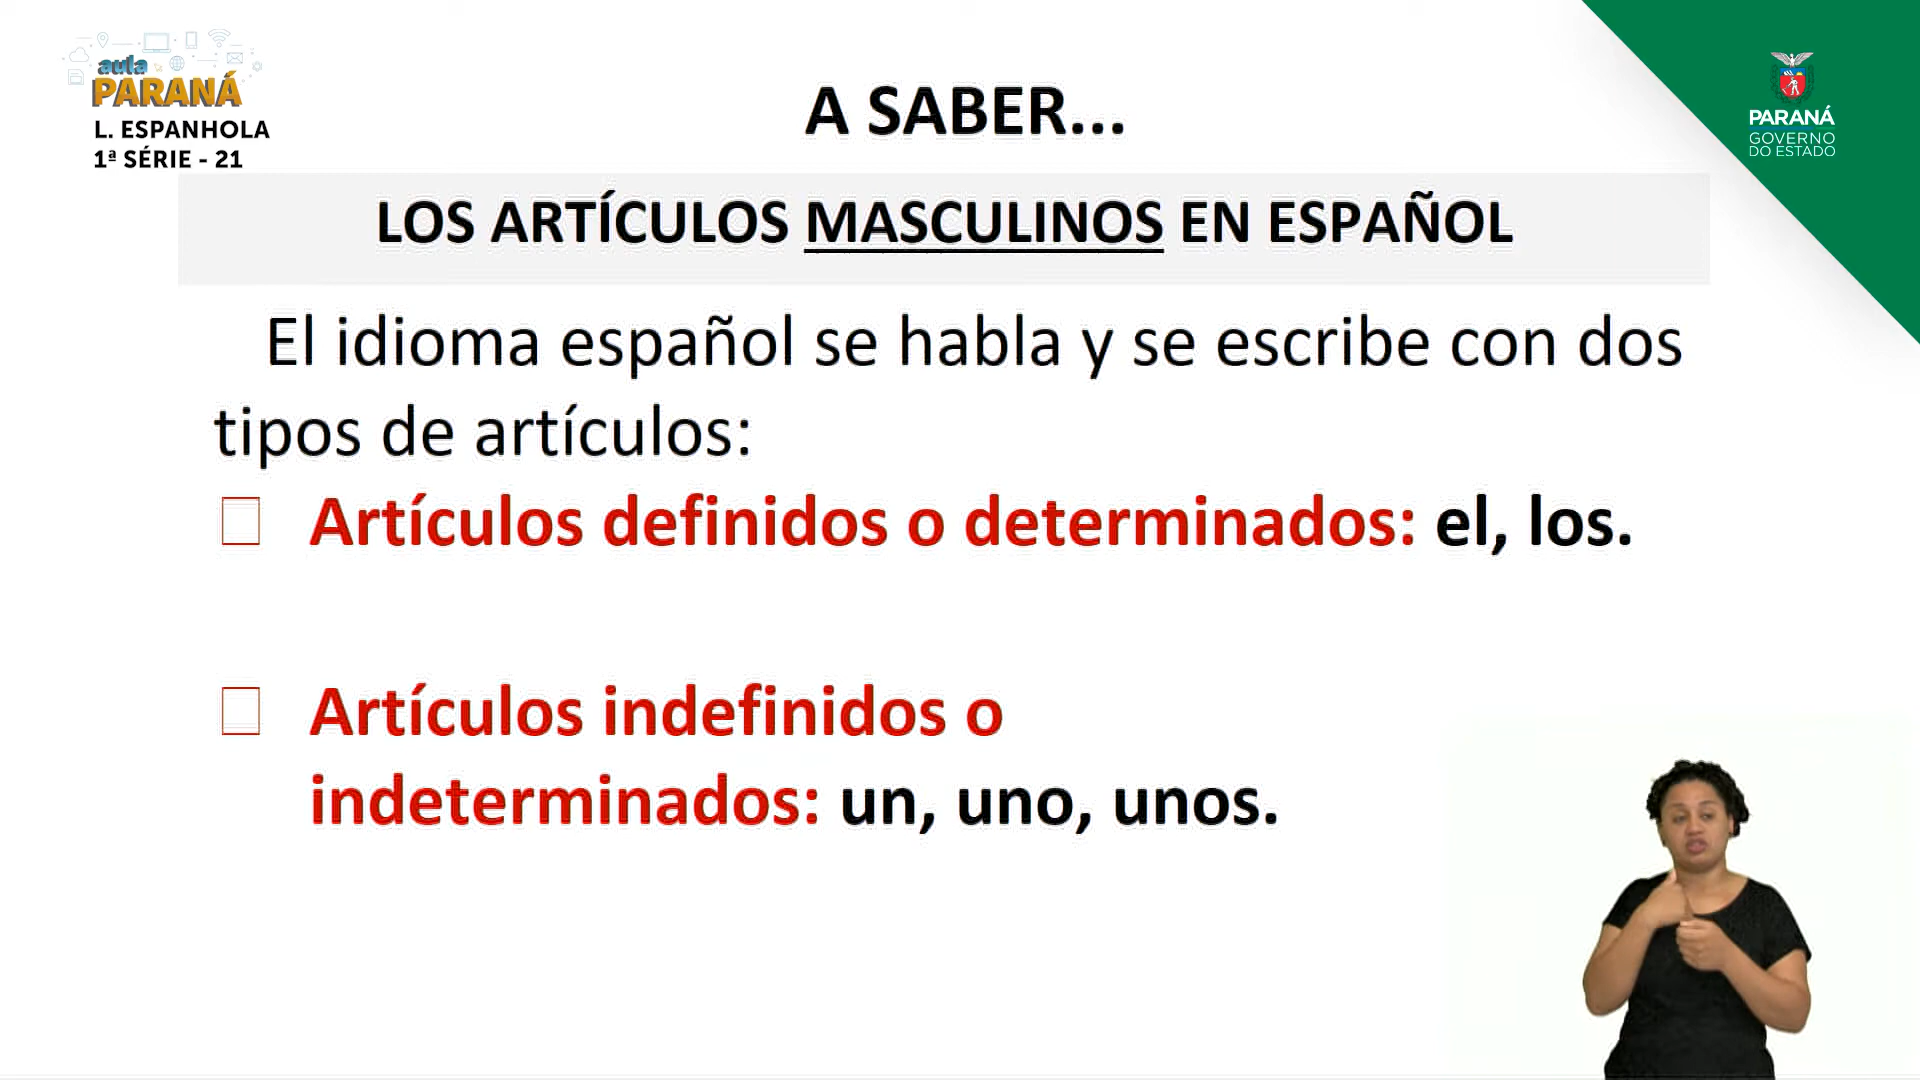 aula
PARANÁ
L. ESPANHOLA
1ª SÉRIE - 21
PARANÁ
GOVERNO
DO ESTADO
A SABER...
LOS ARTÍCULOS MASCULINOS EN ESPAÑOL
El idioma español se habla y se escribe con dos
tipos de artículos:
Artículos definidos o determinados: el, los.
Artículos indefinidos o
indeterminados: un, uno, unos.